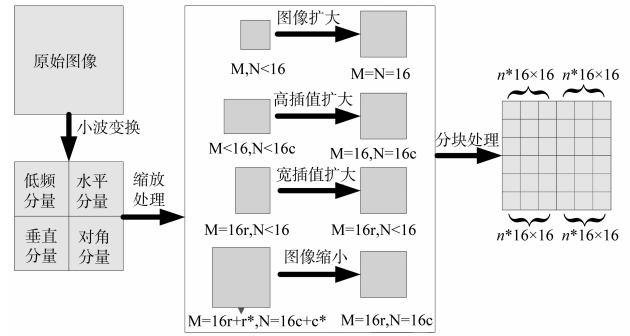 原始图像
小波变换
低频
分量
水平
分量
垂直
分量
对角
分量
缩放
处理
图像扩大
M,N<16
M=N=16
高插值扩大
M<16,N<16c
M=16,N=16c
宽插值扩大
M=16r,N<16
M=16r,N<16
图像缩小
M=16r+r*,N=16c+c*
M=16r,N=16c
分块处理
n*16×16
n*16×16
n*16×16
n*16×16